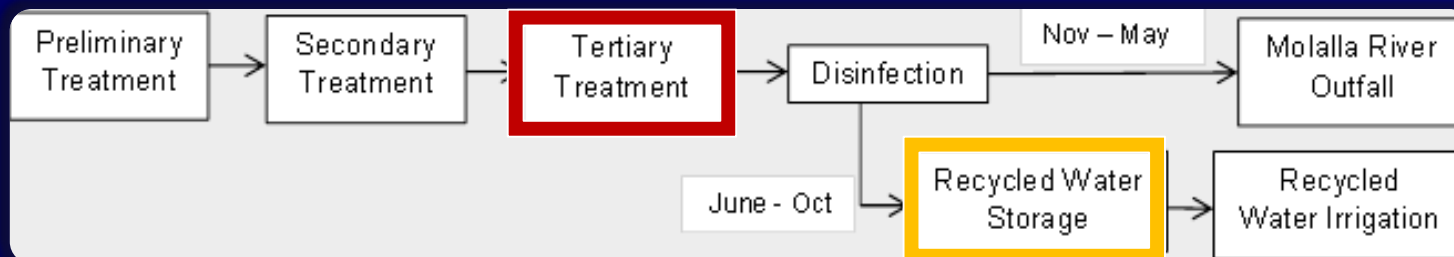 Preliminary
Treatment
Secondary
Treatment
Tertiary
Treatment
Disinfection
Nov – May
Molalla River
Outfall
June - Oct
Recycled Water
Storage
Recycled
Water Irrigation